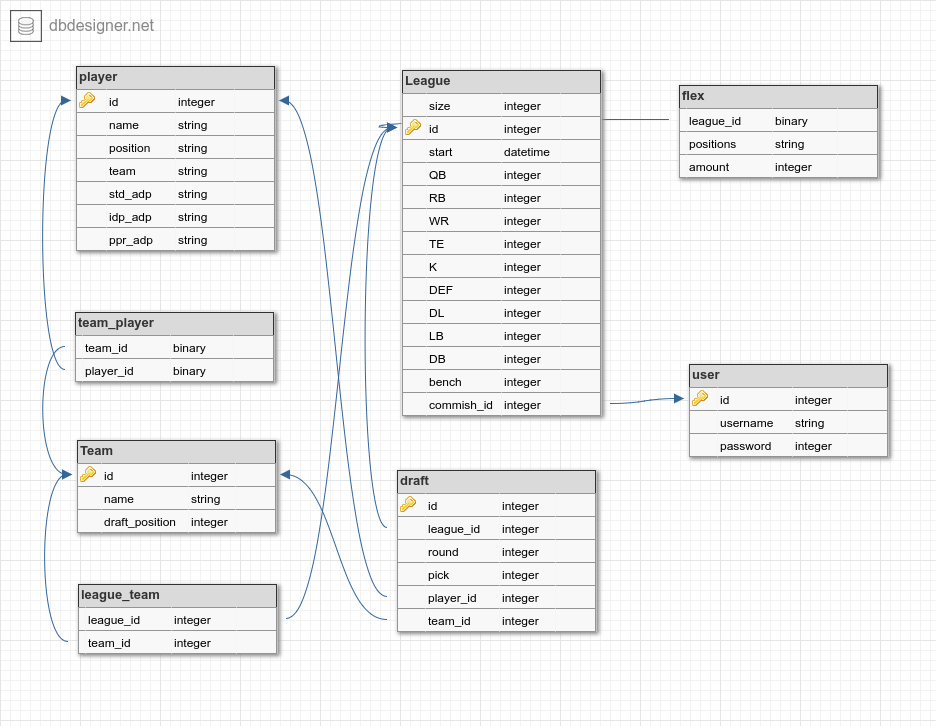 dbdesigner.net
player
id integer
name string
position string
team string
std_adp string
idp_adp string
ppr_adp string
team_player
team_id binary
player_id binary
Team
id integer
name string
draft_position integer
league_team
league_id integer
team_id integer
League
size integer
id integer
start datetime
QB integer
RB integer
WR integer
TE integer
K integer
DEF integer
DL integer
LB integer
DB integer
bench integer
commish_id integer
draft
id integer
league_id integer
round integer
pick integer
player_id integer
team_id integer
flex
league_id binary
positions string
amount integer
user
id integer
username string
password integer